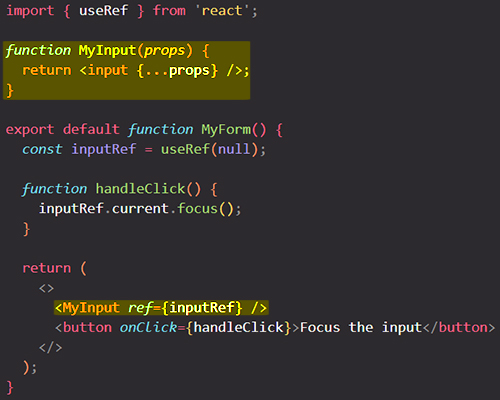 import { useRef } from 'react';
function MyInput(props) {
return <input {...props} />;
}
export default function MyForm() {
const inputRef = useRef(null);
function handleClick() {
inputRef.current.focus();
}
return (
<>
<MyInput ref={inputRef} />
<button onClick={handleClick}>Focus the input</button>
</>
);
}